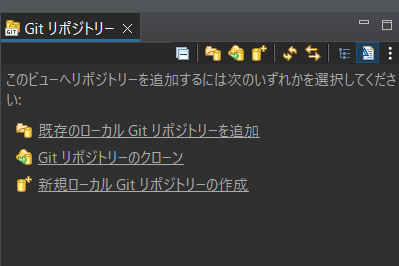 Git リポジトリー
このビューへリポジトリーを追加するには次のいずれかを選択してくださ
い:
既存のローカル Git リポジトリーを追加
Git リポジトリーのクローン
新規ローカル Git リポジトリーの作成